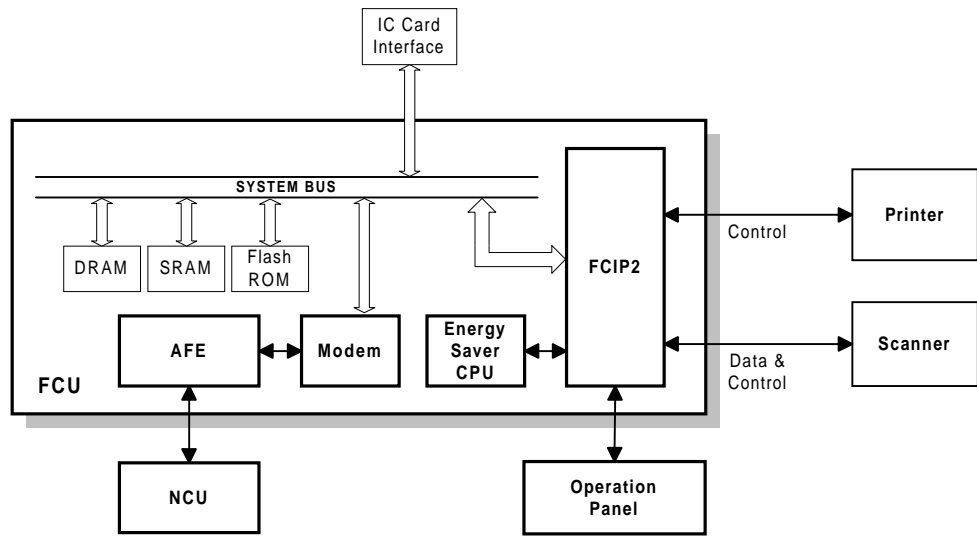 IC Card
Interface
SYSTEM BUS
DRAM
SRAM
Flash
ROM
FCIP2
Control
Printer
AFE
Modem
Energy
Saver
CPU
Data &
Control
Scanner
FCU
NCU
Operation
Panel